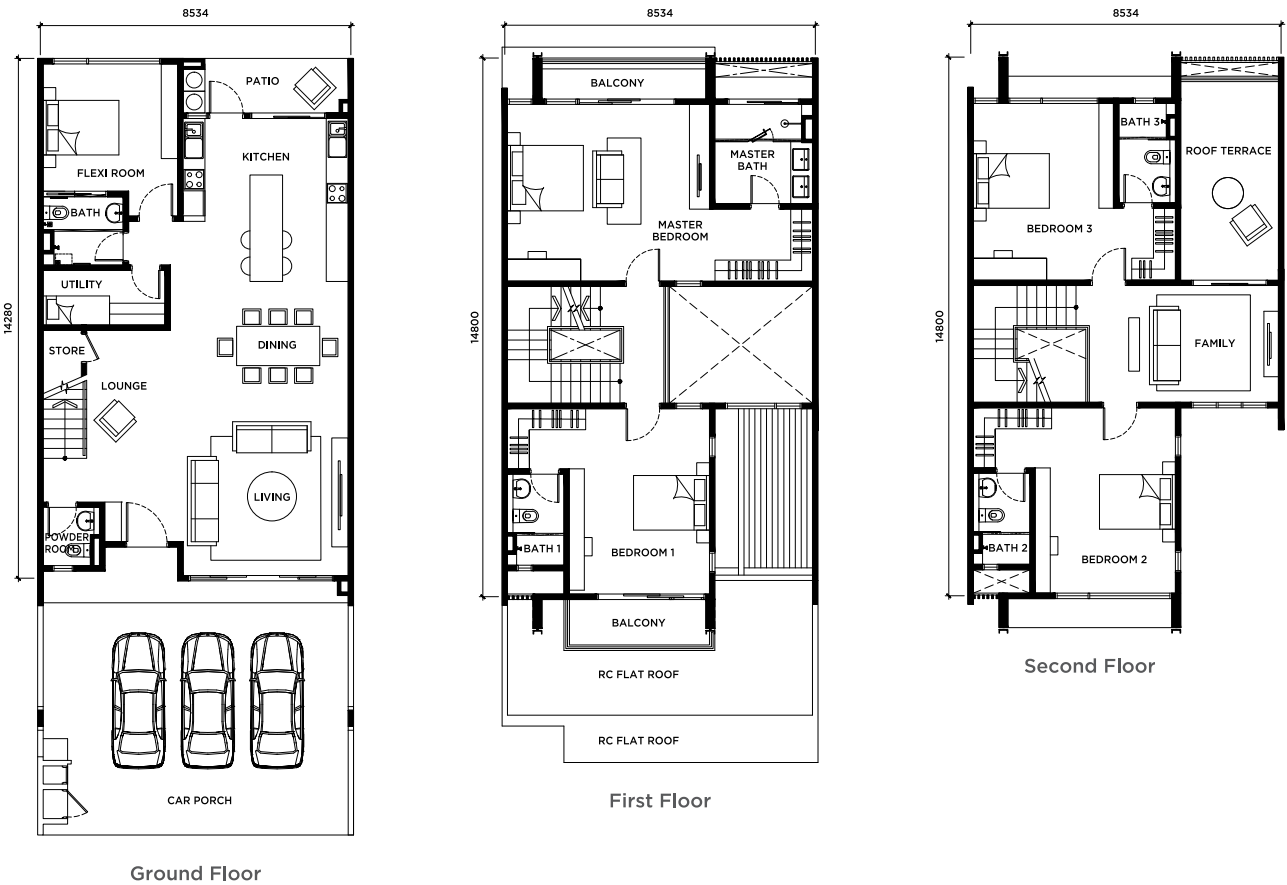 8534
14280
PATIO
KITCHEN
FLEXI ROOM
BATH
UTILITY
STORE
DINING
LOUNGE
LIVING
POWDER
ROOM
CAR PORCH
Ground Floor
8534
14800
BALCONY
MASTER
BATH
MASTER
BEDROOM
BATH 1
BEDROOM 1
BALCONY
RC FLAT ROOF
RC FLAT ROOF
First Floor
8534
14800
BATH 3
ROOF TERRACE
BEDROOM 3
FAMILY
BATH 2
BEDROOM 2
Second Floor